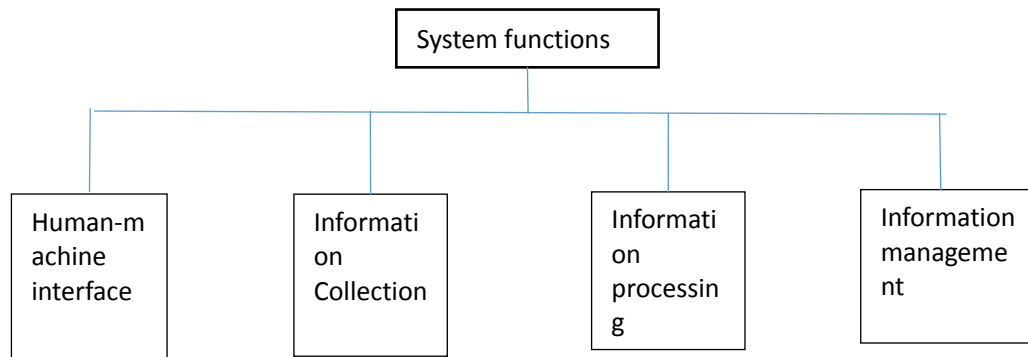 System functions
Human-m
achine
interface
Informati
on
Collection
Informati
on
processin
g
Information
manageme
nt